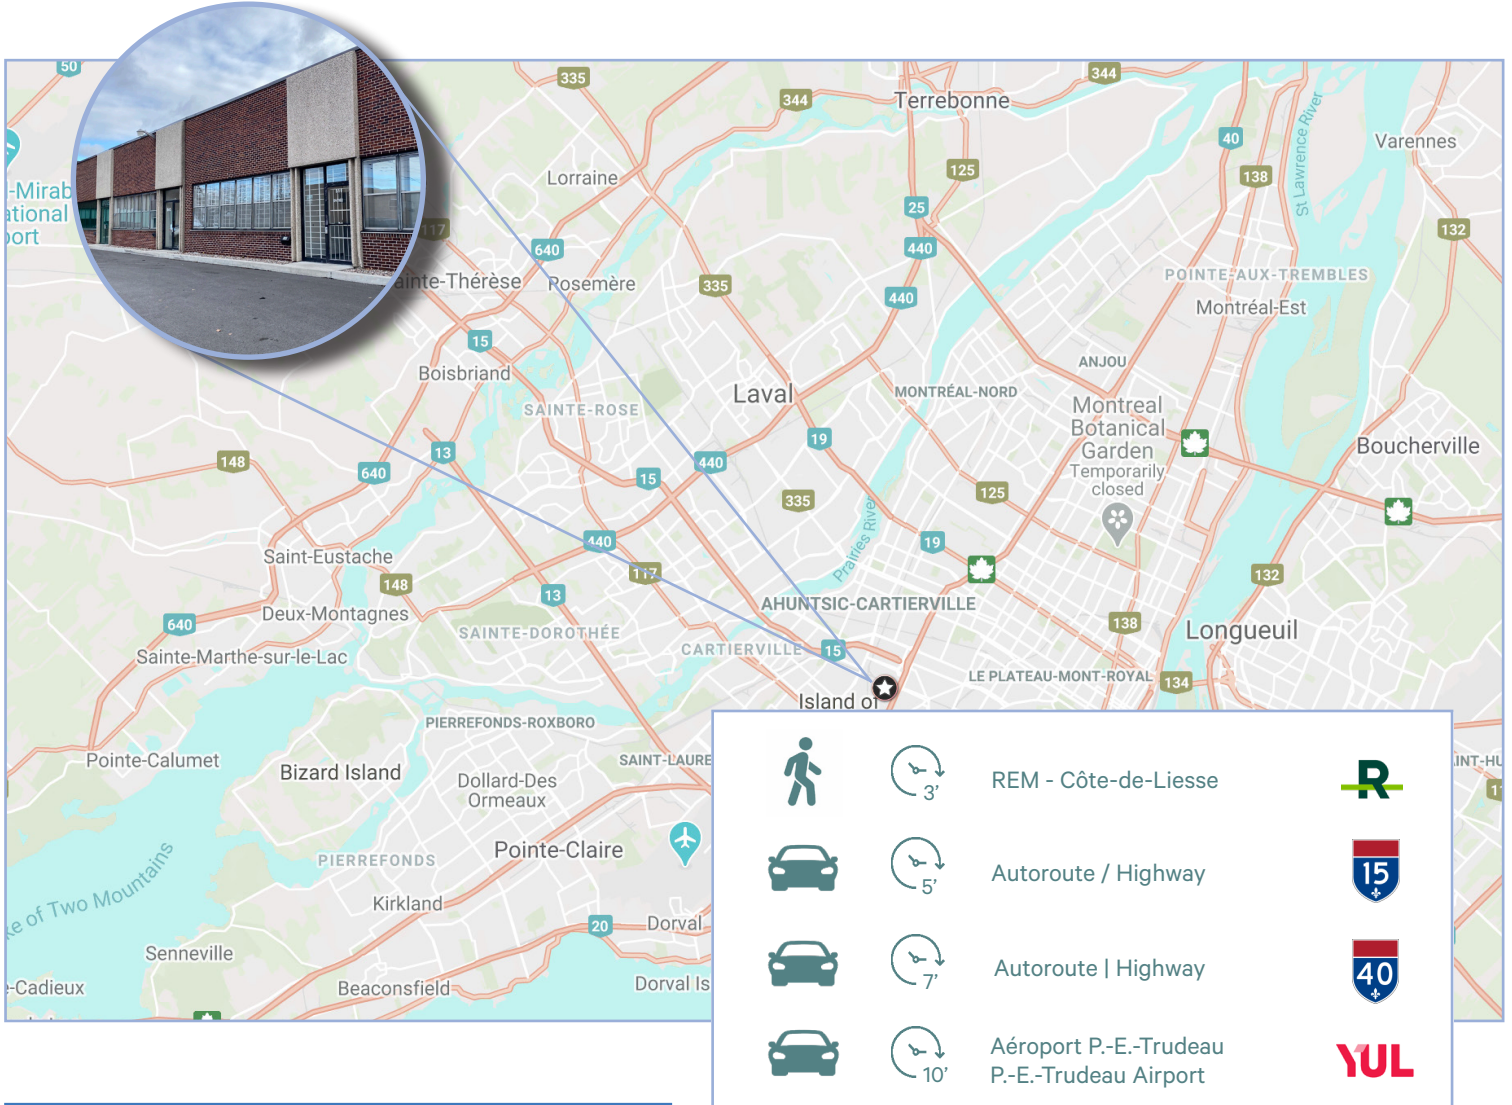 50
335
344
344
Terrebonne
40
St Lawrence River
Varennes
125
138
Lorraine
-Mirab
ational
port
25
132
117
640
440
POINTE-AUX-TREMBLES
ainte-Thérèse
Rosemère
335
440
Montréal-Est
15
Boisbriand
ANJOU
Laval
MONTRÉAL-NORD
SAINTE-ROSE
Montreal
Botanical
Garden
Temporarily
closed
19
13
Boucherville
148
640
440
15
335
125
Prairies River
440
19
Saint-Eustache
117
132
148
13
Deux-Montagnes
AHUNTSIC-CARTIERVILLE
640
SAINTE-DOROTHÉE
138
Longueuil
Sainte-Marthe-sur-le-Lac
CARTIERVILLE
15
LE PLATEAU-MONT-ROYAL
134
Island of
PIERREFONDS-ROXBORO
Pointe-Calumet
Bizard Island
SAINT-LAURE
INT-HU
Dollard-Des
Ormeaux
11
Pointe-Claire
PIERREFONDS
ke of Two Mountains
Kirkland
20
Dorval
Senneville
-Cadieux
Beaconsfield
Dorval Is
3’
REM - Côte-de-Liesse
R
5’
Autoroute / Highway
15
7’
Autoroute | Highway
40
10’
Aéroport P.-E.-Trudeau
P.-E.-Trudeau Airport
YUL